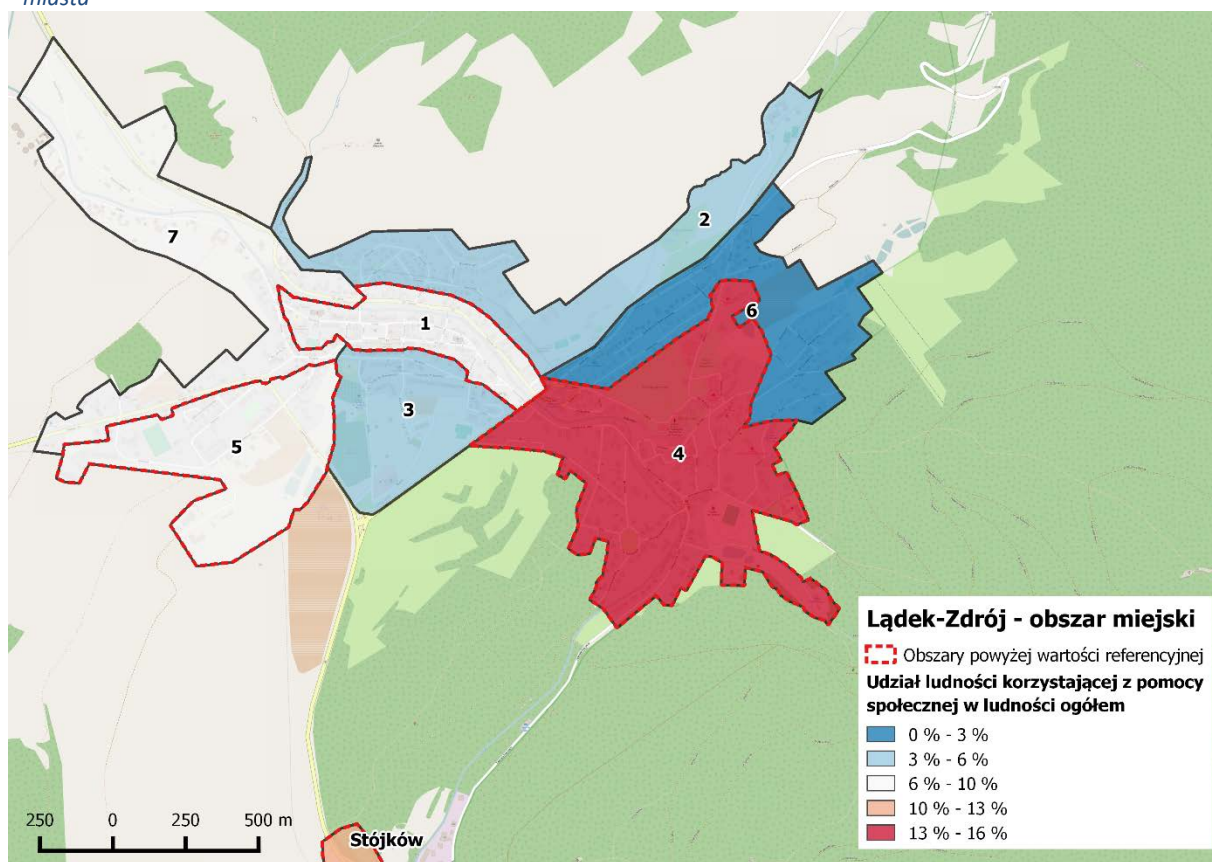 miasta
7
2
1
6
3
5
4
Stójków
250 0 250 500 m
Lądek-Zdrój - obszar miejski
Obszary powyżej wartości referencyjnej
Udział ludności korzystającej z pomocy
społecznej w ludności ogółem
0 % - 3 %
3 % - 6 %
6 % - 10 %
10 % - 13 %
13 % - 16 %